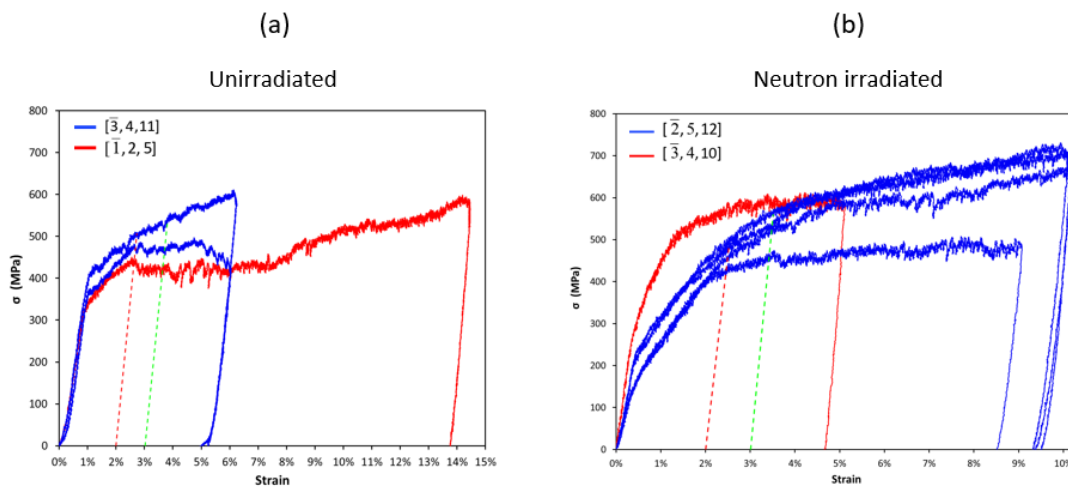 (a)
Unirradiated
800
700
600
500
400
300
200
100
0
σ (MPa)
[3̅, 4, 11]
[1̅, 2, 5]
0% 1% 2% 3% 4% 5% 6% 7% 8% 9% 10% 11% 12% 13% 14% 15%
Strain
(b)
Neutron irradiated
800
700
600
500
400
300
200
100
0
σ (MPa)
[2̅, 5, 12]
[3̅, 4, 10]
0% 1% 2% 3% 4% 5% 6% 7% 8% 9% 10%
Strain